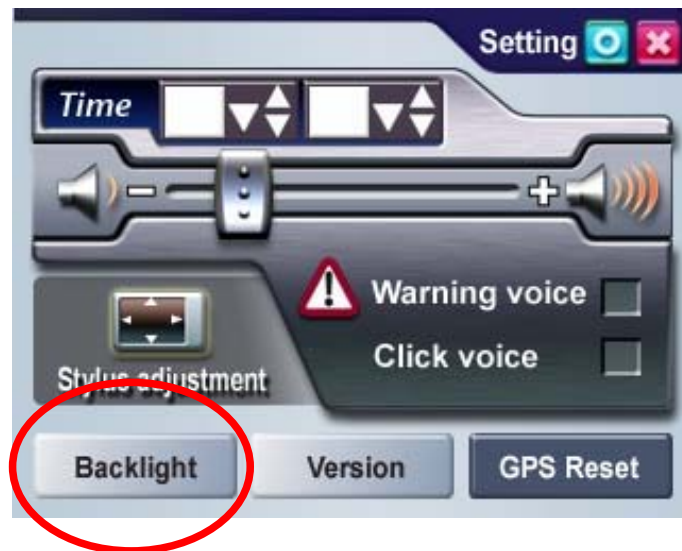 Setting
Time
Warning voice
Click voice
Stylus adjustment
Backlight Version GPS Reset